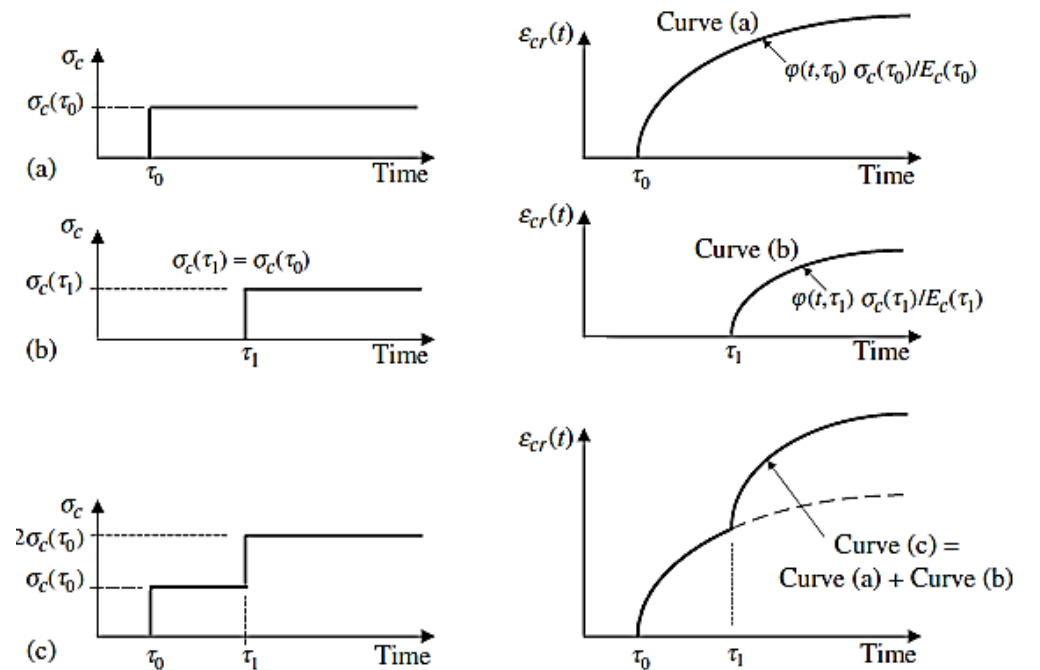 σc
σc(τ0)
(a)
τ0
Time
εcr(t)
Curve (a)
φ(t,τ0) σc(τ0)/Ec(τ0)
τ0
Time
σc
σc(τ1) = σc(τ0)
σc(τ1)
(b)
τ1
Time
εcr(t)
Curve (b)
φ(t,τ1) σc(τ1)/Ec(τ1)
τ1
Time
σc
2σc(τ0)
σc(τ0)
(c)
τ0
τ1
Time
εcr(t)
Curve (c) =
Curve (a) + Curve (b)
τ0
τ1
Time